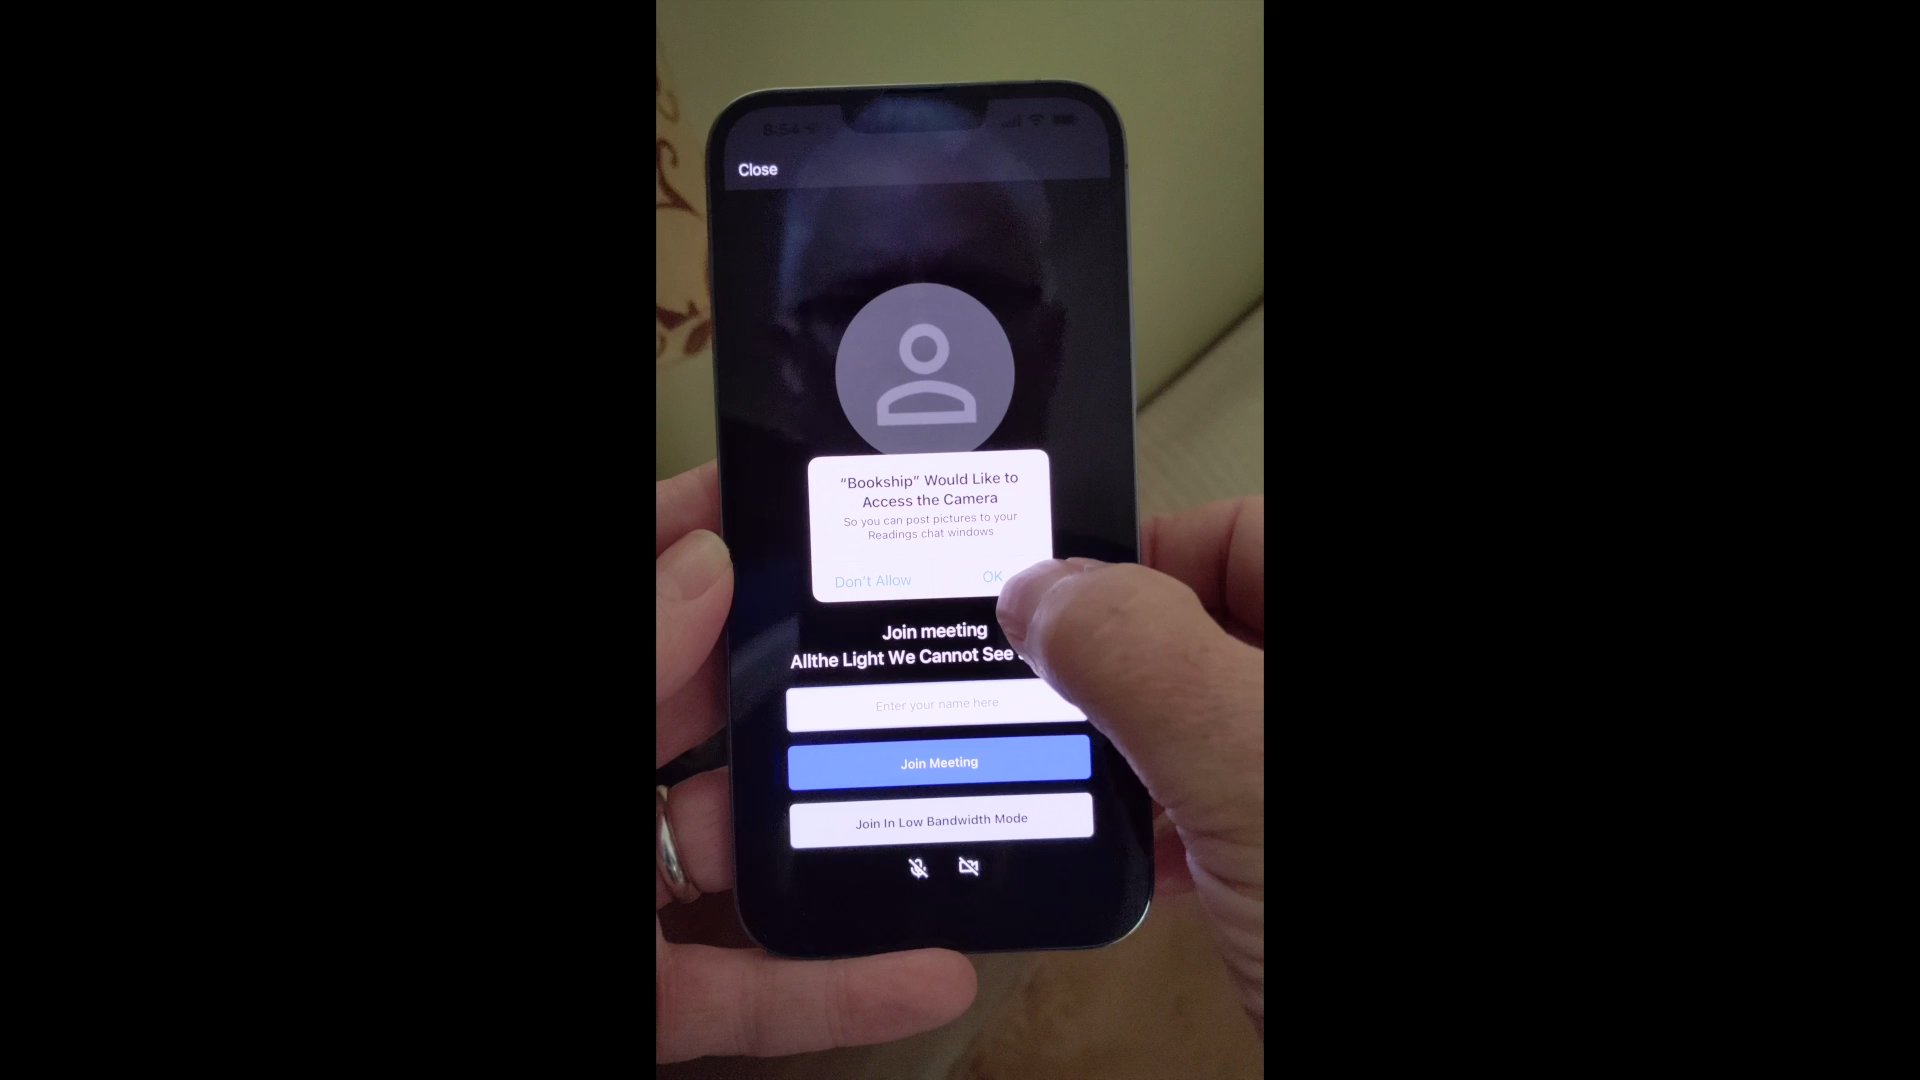 8:54
Close
“Bookship” Would Like to
Access the Camera
So you can post pictures to your
Readings chat windows
Don’t Allow
OK
Join meeting
Allthe Light We Cannot See
Enter your name here
Join Meeting
Join In Low Bandwidth Mode